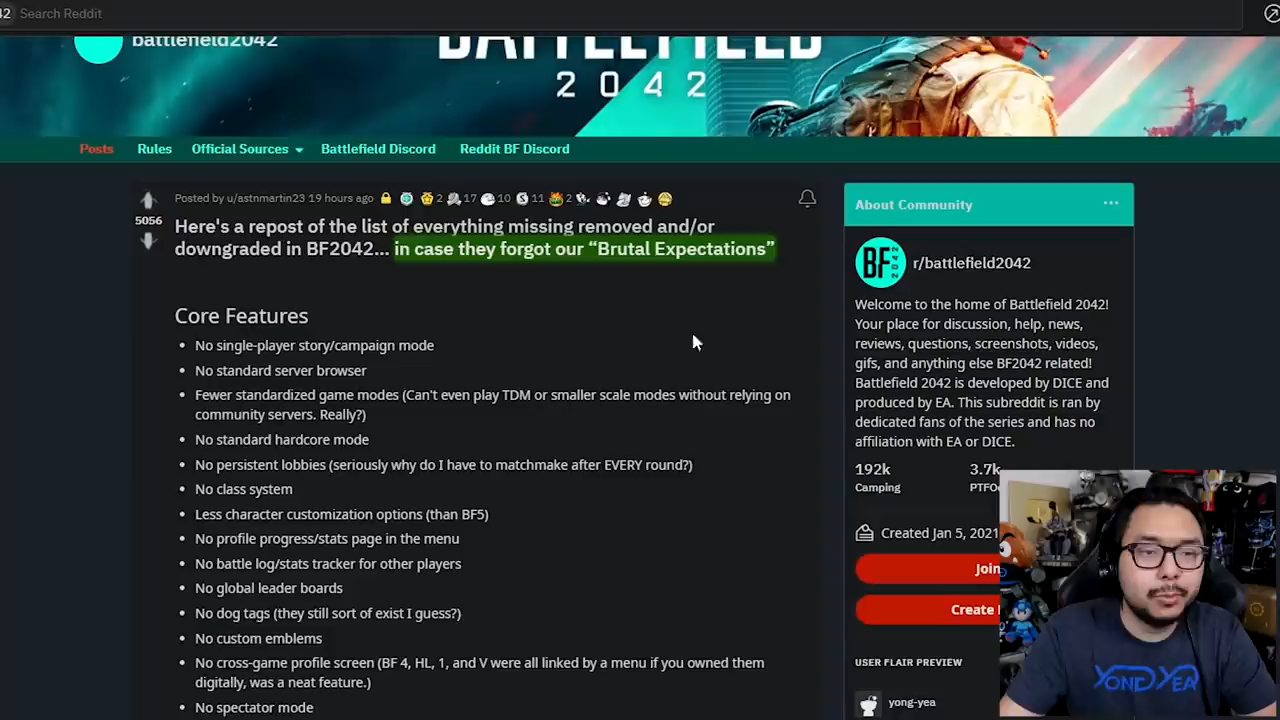 42 Search Reddit
battlefield2042
BATTLEFIELD
2042
Posts Rules Official Sources Battlefield Discord Reddit BF Discord
Posted by u/astnmartin23 19 hours ago 2 17 10 11 2
5056
Here's a repost of the list of everything missing removed and/or
downgraded in BF2042... in case they forgot our “Brutal Expectations”
Core Features
• No single-player story/campaign mode
• No standard server browser
• Fewer standardized game modes (Can't even play TDM or smaller scale modes without relying on
community servers. Really?)
• No standard hardcore mode
• No persistent lobbies (seriously why do I have to matchmake after EVERY round?)
• No class system
• Less character customization options (than BF5)
• No profile progress/stats page in the menu
• No battle log/stats tracker for other players
• No global leader boards
• No dog tags (they still sort of exist I guess?)
• No custom emblems
• No cross-game profile screen (BF 4, HL, 1, and V were all linked by a menu if you owned them
digitally, was a neat feature.)
• No spectator mode
About Community
BF 2042
r/battlefield2042
Welcome to the home of Battlefield 2042!
Your place for discussion, help, news,
reviews, questions, screenshots, videos,
gifs, and anything else BF2042 related!
Battlefield 2042 is developed by DICE and
produced by EA. This subreddit is ran by
dedicated fans of the series and has no
affiliation with EA or DICE.
192k 3.7k
Camping PTFO
Created Jan 5, 2021
Join
Create
USER FLAIR PREVIEW
yong-yea
YONG YEA